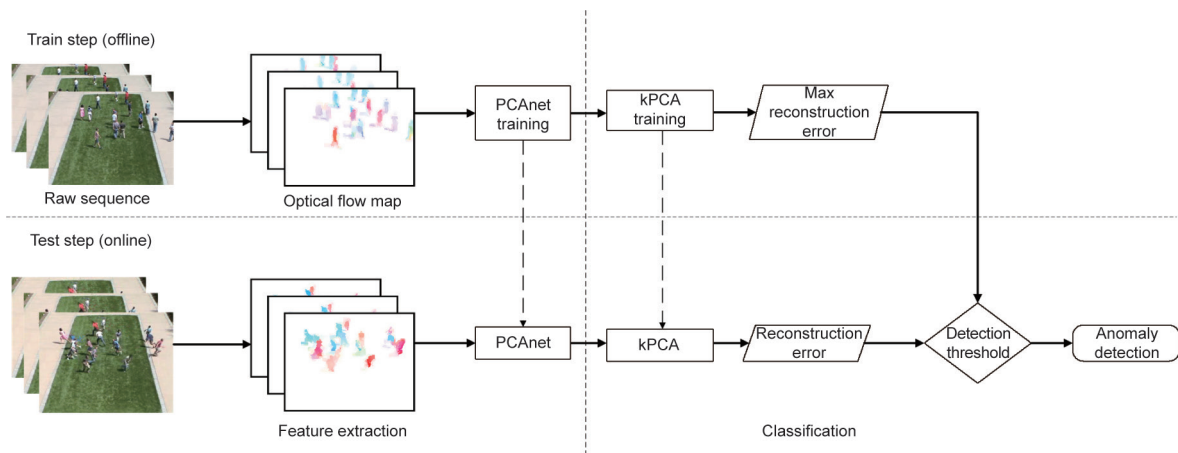 Train step (offline)
Raw sequence
Optical flow map
PCAnet
training
kPCA
training
Max
reconstruction
error
Test step (online)
PCAnet
kPCA
Reconstruction
error
Detection
threshold
Anomaly
detection
Feature extraction
Classification